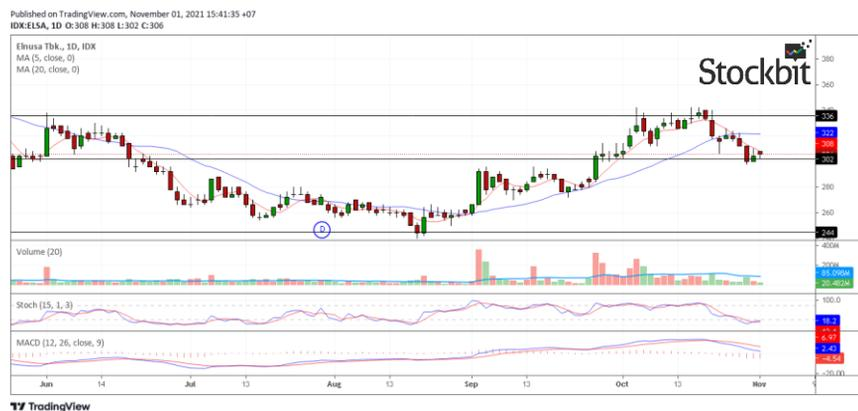 Published on TradingView.com, November 01, 2021 15:41:35 +07
IDX:ELSA, 1D O:308 H:308 L:302 C:306
Elnusa Tbk., 1D, IDX
MA (5, close, 0)
MA (20, close, 0)
Stockbit
380
360
336
322
308
302
280
260
244
D
Volume (20)
400M
200M
85.098M
20.482M
Stoch (15, 1, 3)
100.0
18.2
MACD (12, 26, close, 9)
6.97
2.43
-4.54
-20.00
Jun 14 Jul 13 Aug 13 Sep 13 Oct 13 Nov 9
TradingView